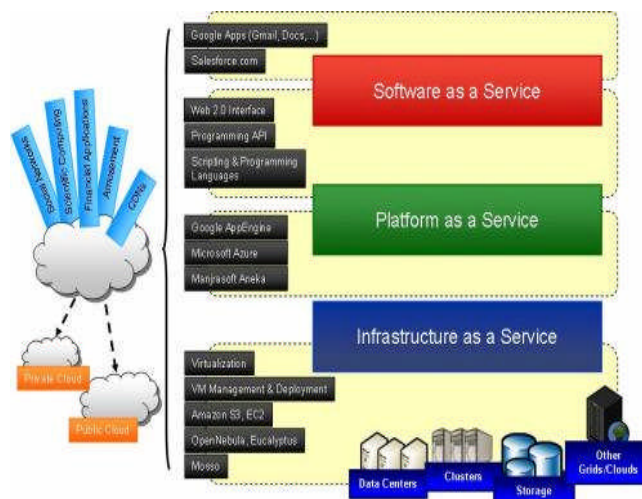 Social Networks
Scientific Computing
Financial Applications
Amusement
CDNs
Private Cloud
Public Cloud
Google Apps (Gmail, Docs,...)
Salesforce.com
Software as a Service
Web 2.0 Interface
Programming API
Scripting & Programming
Languages
Platform as a Service
Google AppEngine
Microsoft Azure
Manjrasoft Aneka
Infrastructure as a Service
Virtualization
VM Management & Deployment
Amazon S3, EC2
OpenNebula, Eucalyptus
Mosso
Data Centers
Clusters
Storage
Other
Grids/Clouds